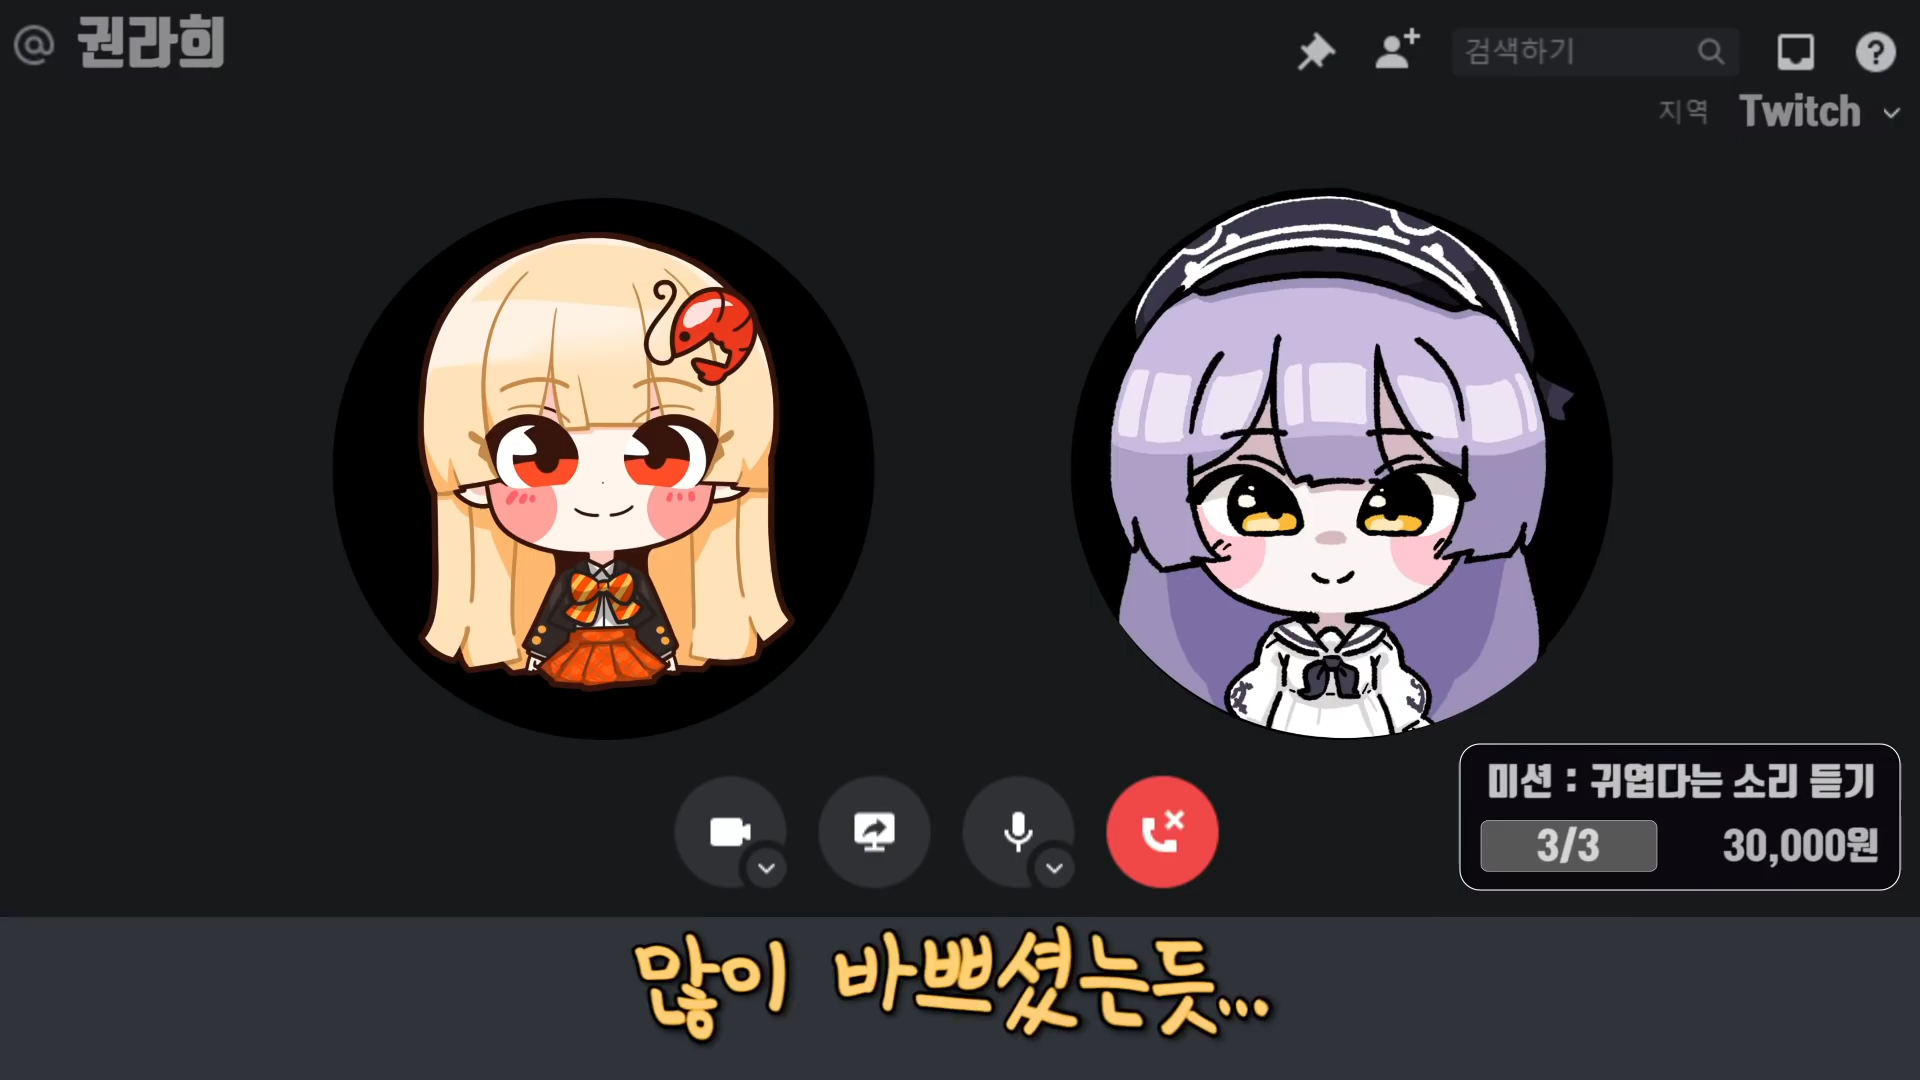 @ 권라희
검색하기
지역 Twitch
미션 : 귀엽다는 소리 듣기
3/3 30,000원
많이 바쁘셨는듯...